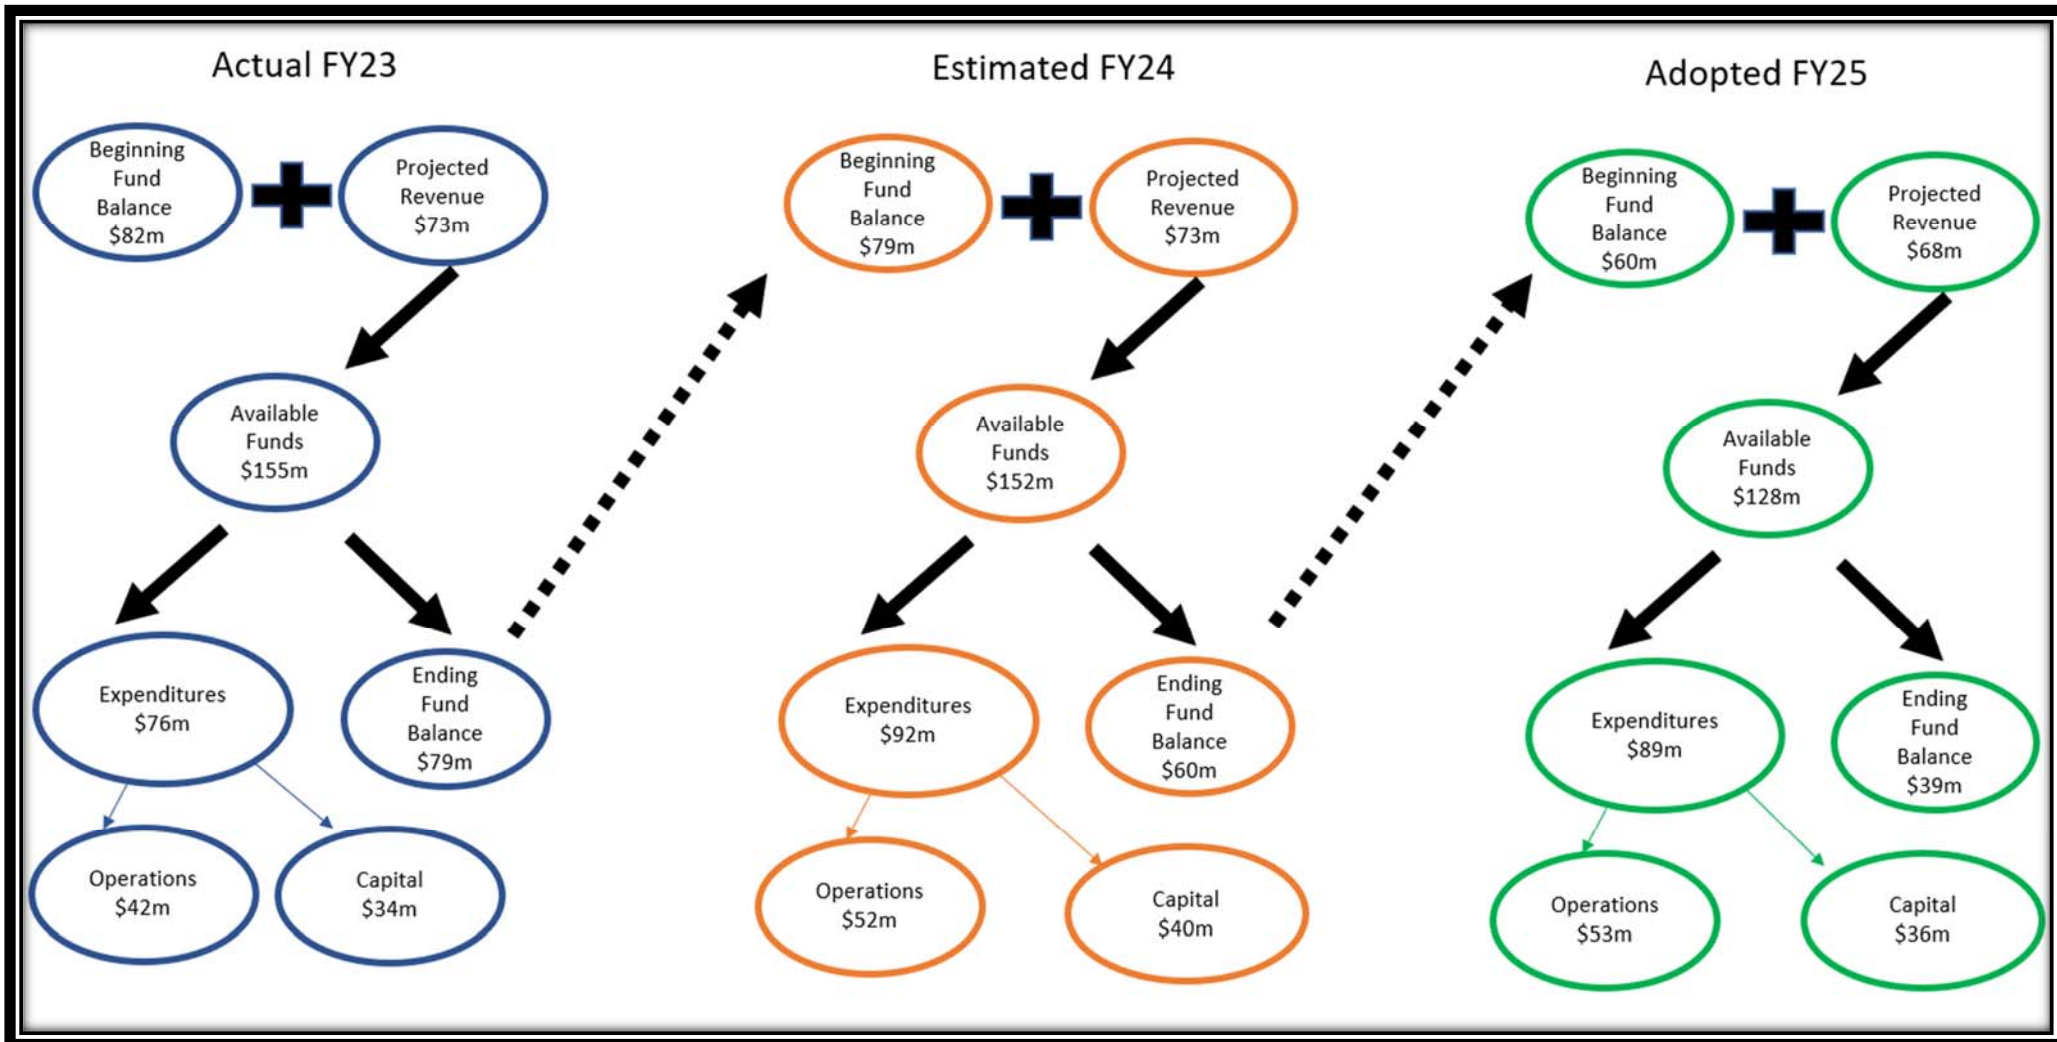 Actual FY23
Beginning
Fund
Balance
$82m
Projected
Revenue
$73m
Available
Funds
$155m
Expenditures
$76m
Ending
Fund
Balance
$79m
Operations
$42m
Capital
$34m
Estimated FY24
Beginning
Fund
Balance
$79m
Projected
Revenue
$73m
Available
Funds
$152m
Expenditures
$92m
Ending
Fund
Balance
$60m
Operations
$52m
Capital
$40m
Adopted FY25
Beginning
Fund
Balance
$60m
Projected
Revenue
$68m
Available
Funds
$128m
Expenditures
$89m
Ending
Fund
Balance
$39m
Operations
$53m
Capital
$36m